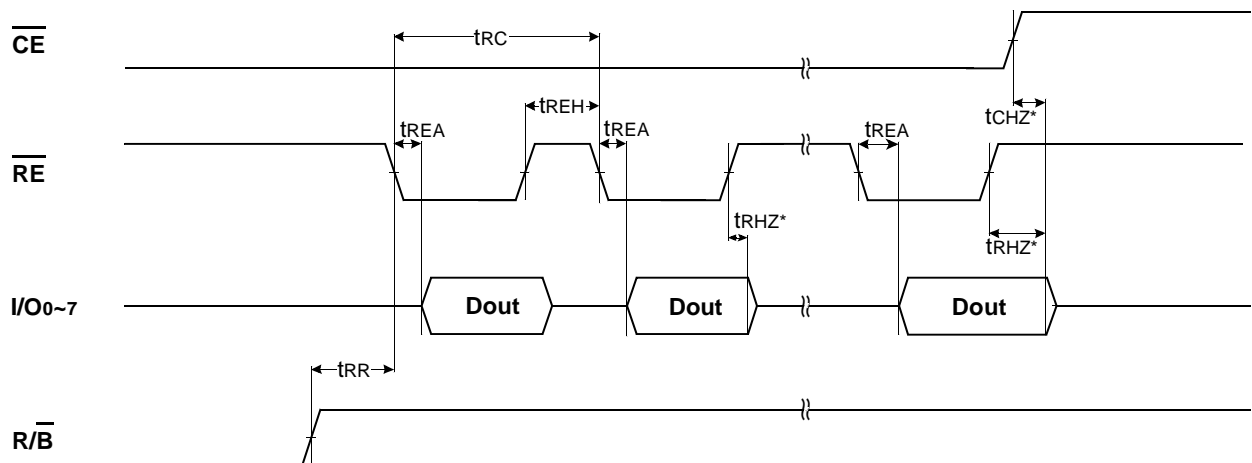 CE
tRC
tREH
tCHZ*
tREA
tREA
tREA
RE
tRHZ*
tRHZ*
I/O0~7
Dout
Dout
Dout
tRR
R/B